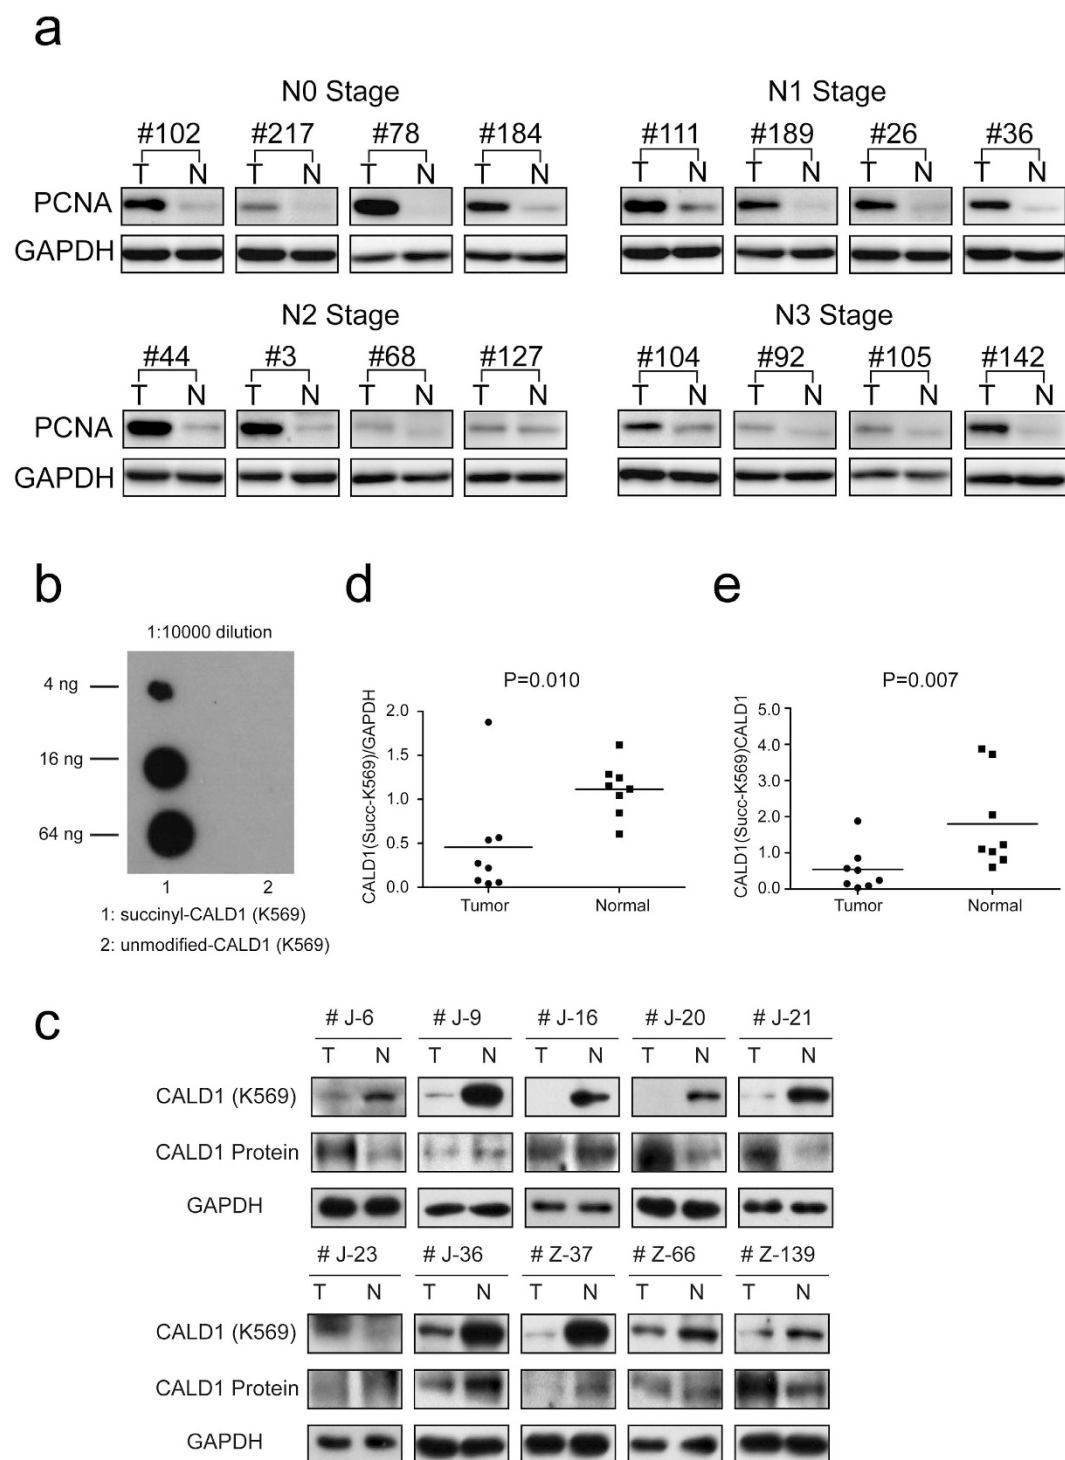 a
N0 Stage
#102 #217 #78 #184
T N T N T N T N
PCNA
GAPDH
N1 Stage
#111 #189 #26 #36
T N T N T N T N
N2 Stage
#44 #3 #68 #127
T N T N T N T N
PCNA
GAPDH
N3 Stage
#104 #92 #105 #142
T N T N T N T N
b
1:10000 dilution
4 ng
16 ng
64 ng
1 2
1: succinyl-CALD1 (K569)
2: unmodified-CALD1 (K569)
d
P=0.010
CALD1(Succ-K569)/GAPDH
2.0
1.5
1.0
0.5
0.0
Tumor Normal
e
P=0.007
CALD1(Succ-K569)CALD1
5.0
4.0
3.0
2.0
1.0
0.0
Tumor Normal
c
# J-6 # J-9 # J-16 # J-20 # J-21
T N T N T N T N T N
CALD1 (K569)
CALD1 Protein
GAPDH
# J-23 # J-36 # Z-37 # Z-66 # Z-139
T N T N T N T N T N
CALD1 (K569)
CALD1 Protein
GAPDH